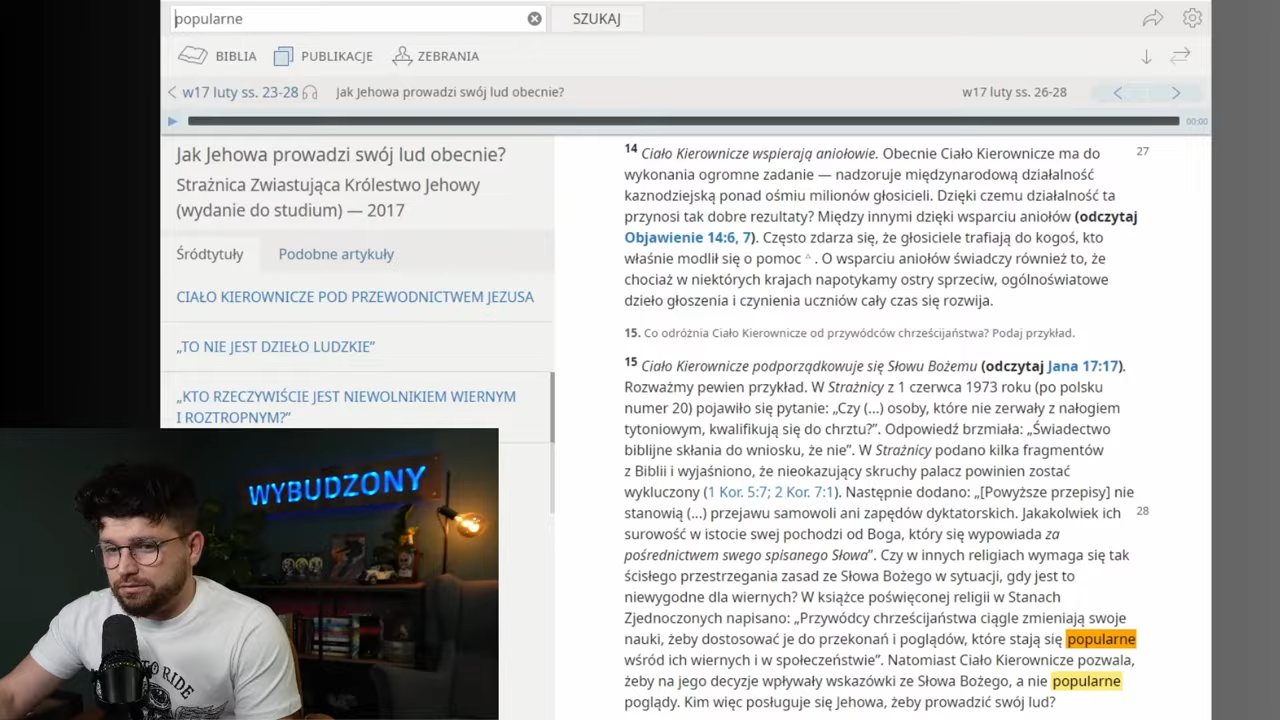 popularne
SZUKAJ
BIBLIA
PUBLIKACJE
ZEBRANIA
w17 luty ss. 23-28
Jak Jehowa prowadzi swój lud obecnie?
w17 luty ss. 26-28
00:00
Jak Jehowa prowadzi swój lud obecnie?
Strażnica Zwiastująca Królestwo Jehowy
(wydanie do studium) — 2017
Śródtytuły
Podobne artykuły
CIAŁO KIEROWNICZE POD PRZEWODNICTWEM JEZUSA
„TO NIE JEST DZIEŁO LUDZKIE”
„KTO RZECZYWIŚCIE JEST NIEWOLNIKIEM WIERNYM
I ROZTROPNYM?”
14 Ciało Kierownicze wspierają aniołowie. Obecnie Ciało Kierownicze ma do
27
wykonania ogromne zadanie — nadzoruje międzynarodową działalność
kaznodziejską ponad ośmiu milionów głosicieli. Dzięki czemu działalność ta
przynosi tak dobre rezultaty? Między innymi dzięki wsparciu aniołów (odczytaj
Objawienie 14:6, 7). Często zdarza się, że głosiciele trafiają do kogoś, kto
właśnie modlił się o pomoc. O wsparciu aniołów świadczy również to, że
chociaż w niektórych krajach napotykamy ostry sprzeciw, ogólnoświatowe
dzieło głoszenia i czynienia uczniów cały czas się rozwija.
15. Co odróżnia Ciało Kierownicze od przywódców chrześcijaństwa? Podaj przykład.
15 Ciało Kierownicze podporządkowuje się Słowu Bożemu (odczytaj Jana 17:17).
Rozważmy pewien przykład. W Strażnicy z 1 czerwca 1973 roku (po polsku
numer 20) pojawiło się pytanie: „Czy (...) osoby, które nie zerwały z nałogiem
tytoniowym, kwalifikują się do chrztu?”. Odpowiedź brzmiała: „Świadectwo
biblijne skłania do wniosku, że nie”. W Strażnicy podano kilka fragmentów
z Biblii i wyjaśniono, że nieokazujący skruchy palacz powinien zostać
wykluczony (1 Kor. 5:7; 2 Kor. 7:1). Następnie dodano: „[Powyższe przepisy] nie
stanowią (...) przejawu samowoli ani zapędów dyktatorskich. Jakakolwiek ich
28
surowość w istocie swej pochodzi od Boga, który się wypowiada za
pośrednictwem swego spisanego Słowa”. Czy w innych religiach wymaga się tak
ścisłego przestrzegania zasad ze Słowa Bożego w sytuacji, gdy jest to
niewygodne dla wiernych? W książce poświęconej religii w Stanach
Zjednoczonych napisano: „Przywódcy chrześcijaństwa ciągle zmieniają swoje
nauki, żeby dostosować je do przekonań i poglądów, które stają się popularne
wśród ich wiernych i w społeczeństwie”. Natomiast Ciało Kierownicze pozwala,
żeby na jego decyzje wpływały wskazówki ze Słowa Bożego, a nie popularne
poglądy. Kim więc posługuje się Jehowa, żeby prowadzić swój lud?
WYBUDZONY
TO RIDE